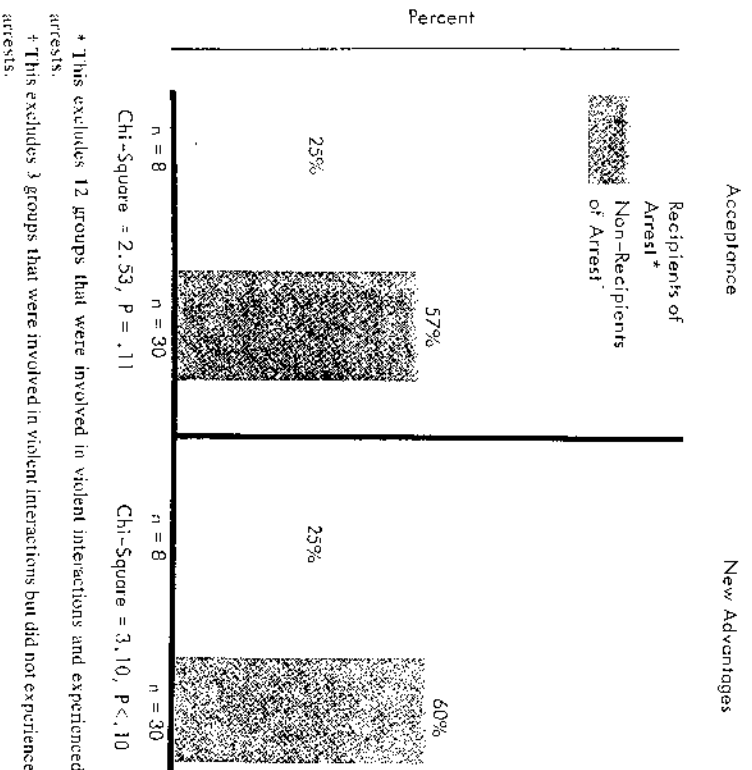 Acceptance
New Advantages
Percent
Recipients of
Arrest*
Non-Recipients
of Arrest
25%
57%
25%
60%
n = 8
n = 30
n = 8
n = 30
Chi-Square = 2.53, P = .11
Chi-Square = 3.10, P<.10
* This excludes 12 groups that were involved in violent interactions and experienced
arrests.
+ This excludes 3 groups that were involved in violent interactions but did not experience
arrests.